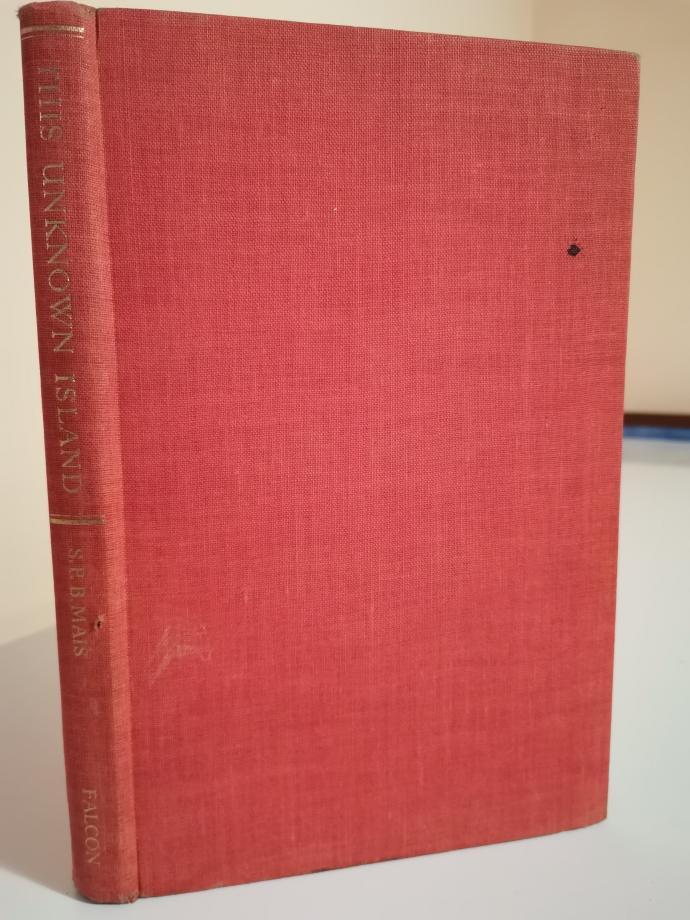 THIS UNKNOWN ISLAND
S.P.B. MAIS
FALCON